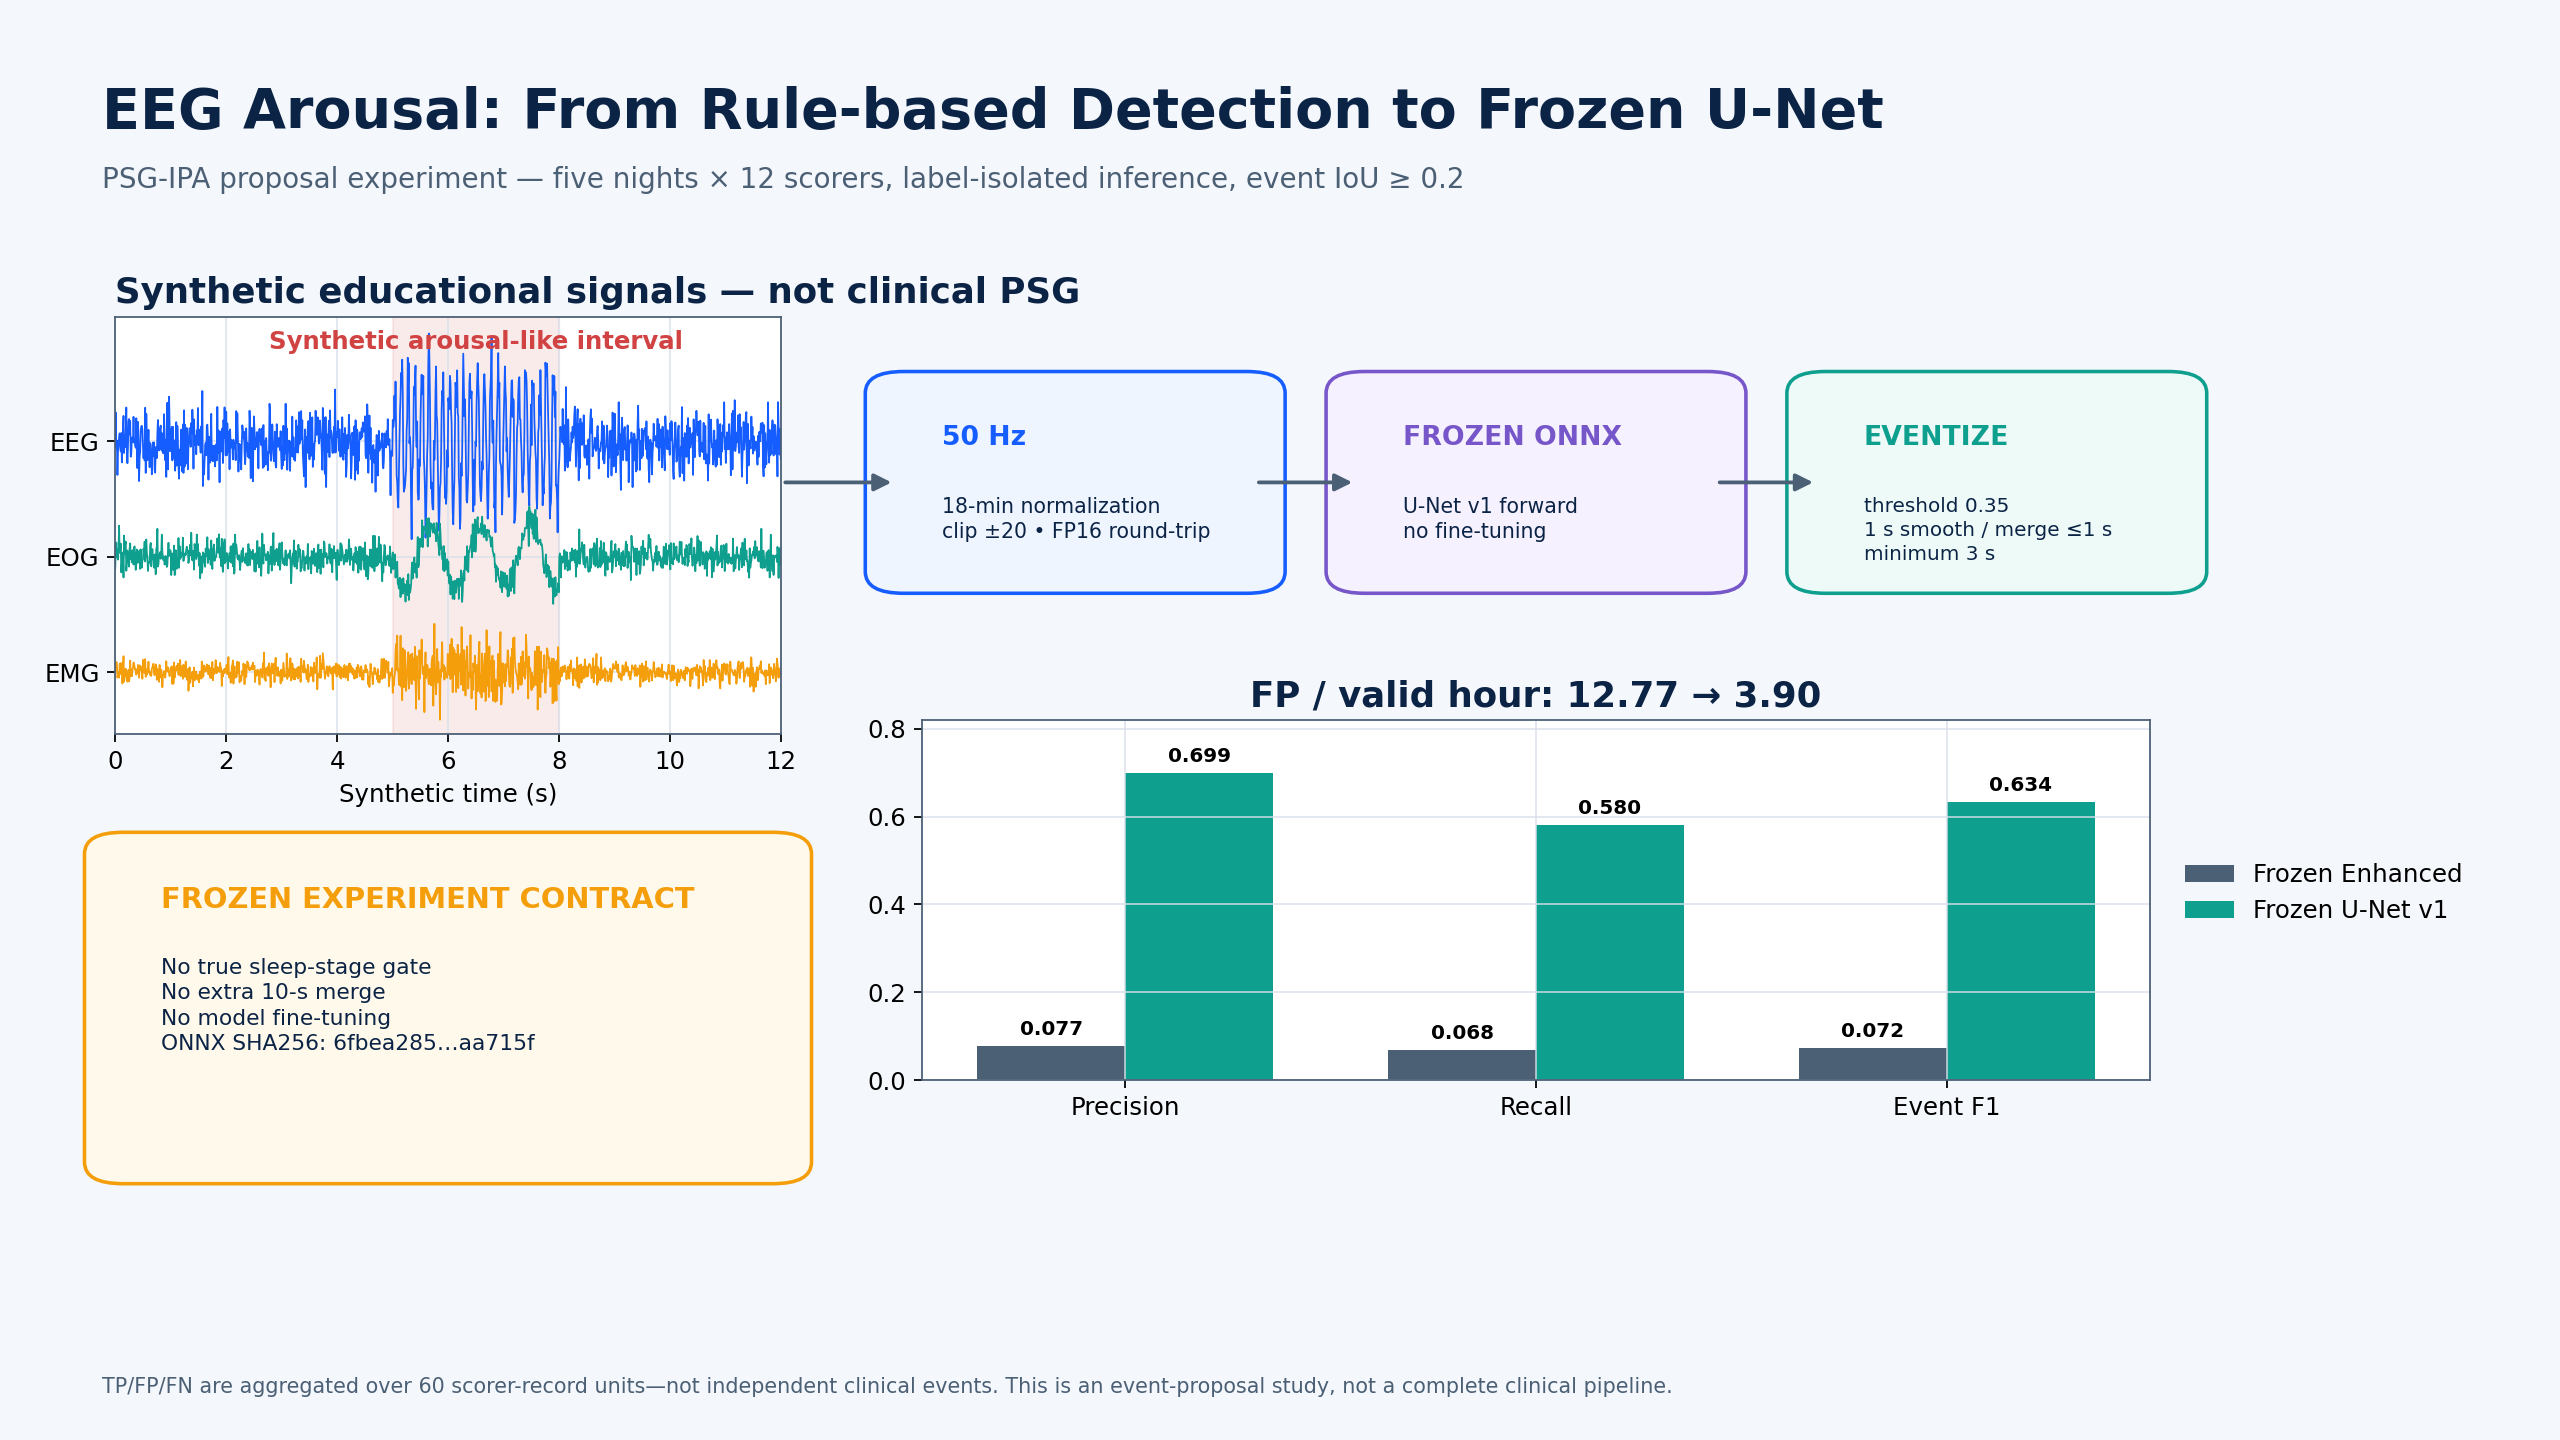 EEG Arousal: From Rule-based Detection to Frozen U-Net
PSG-IPA proposal experiment — five nights × 12 scorers, label-isolated inference, event IoU ≥ 0.2
Synthetic educational signals — not clinical PSG
Synthetic arousal-like interval
EEG
EOG
EMG
0 2 4 6 8 10 12
Synthetic time (s)
50 Hz
18-min normalization
clip ±20 • FP16 round-trip
FROZEN ONNX
U-Net v1 forward
no fine-tuning
EVENTIZE
threshold 0.35
1 s smooth / merge ≤1 s
minimum 3 s
FROZEN EXPERIMENT CONTRACT
No true sleep-stage gate
No extra 10-s merge
No model fine-tuning
ONNX SHA256: 6fbea285…aa715f
FP / valid hour: 12.77 → 3.90
0.8
0.6
0.4
0.2
0.0
0.077 0.699 0.068 0.580 0.072 0.634
Precision Recall Event F1
Frozen Enhanced
Frozen U-Net v1
TP/FP/FN are aggregated over 60 scorer-record units—not independent clinical events. This is an event-proposal study, not a complete clinical pipeline.